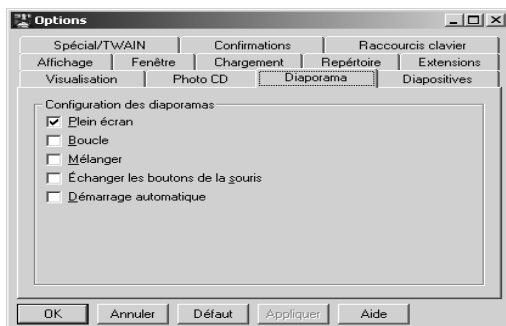 Options
Spécial/TWAIN Confirmations Raccourcis clavier
Affichage Fenêtre Chargement Repértoire Extensions
Visualisation Photo CD Diaporama Diapositives
Configuration des diaporamas
Plein écran
Boucle
Mélanger
Échanger les boutons de la souris
Démarrage automatique
OK Annuler Défaut Appliquer Aide